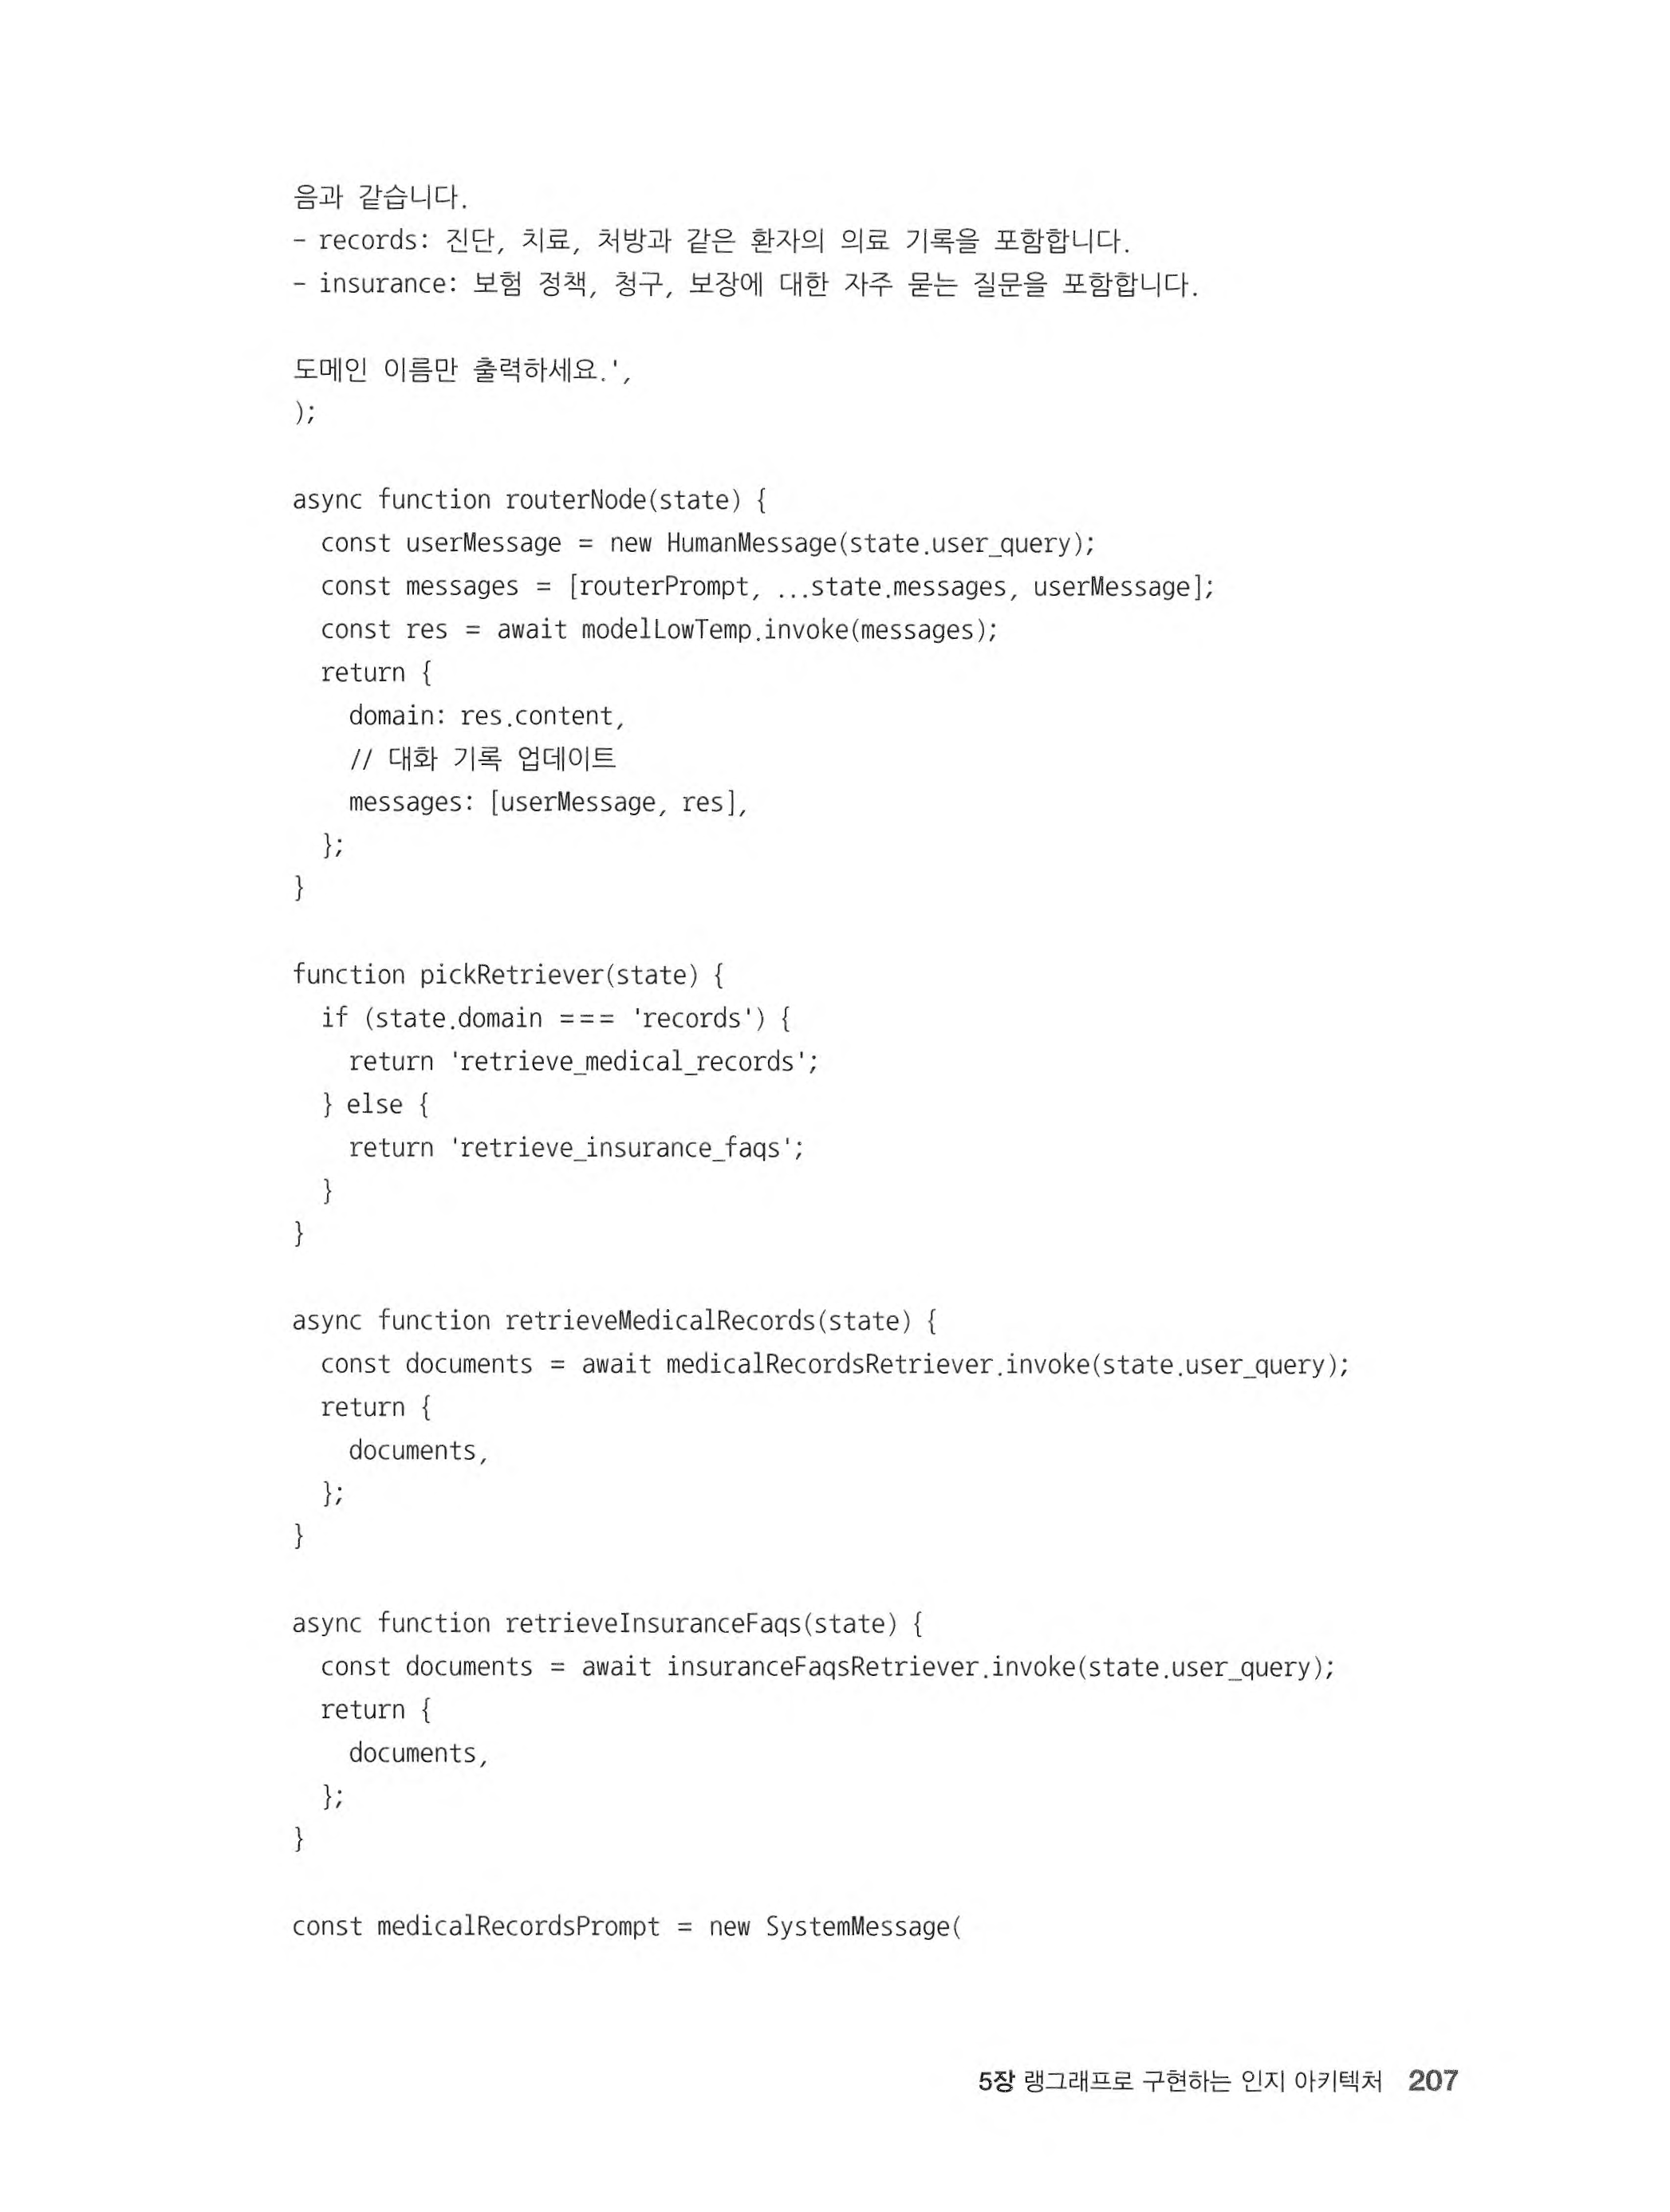 음과 같습니다.
- records: 진단, 치료, 처방과 같은 환자의 의료 기록을 포함합니다.
- insurance: 보험 정책, 청구, 보장에 대한 자주 묻는 질문을 포함합니다.

도메인 이름만 출력하세요.',
);

async function routerNode(state) {
  const userMessage = new HumanMessage(state.user_query);
  const messages = [routerPrompt, ...state.messages, userMessage];
  const res = await modelLowTemp.invoke(messages);
  return {
    domain: res.content,
    // 대화 기록 업데이트
    messages: [userMessage, res],
  };
}

function pickRetriever(state) {
  if (state.domain === 'records') {
    return 'retrieve_medical_records';
  } else {
    return 'retrieve_insurance_faqs';
  }
}

async function retrieveMedicalRecords(state) {
  const documents = await medicalRecordsRetriever.invoke(state.user_query);
  return {
    documents,
  };
}

async function retrieveInsuranceFaqs(state) {
  const documents = await insuranceFaqsRetriever.invoke(state.user_query);
  return {
    documents,
  };
}

const medicalRecordsPrompt = new SystemMessage(

5장 랭그래프로 구현하는 인지 아키텍처 207